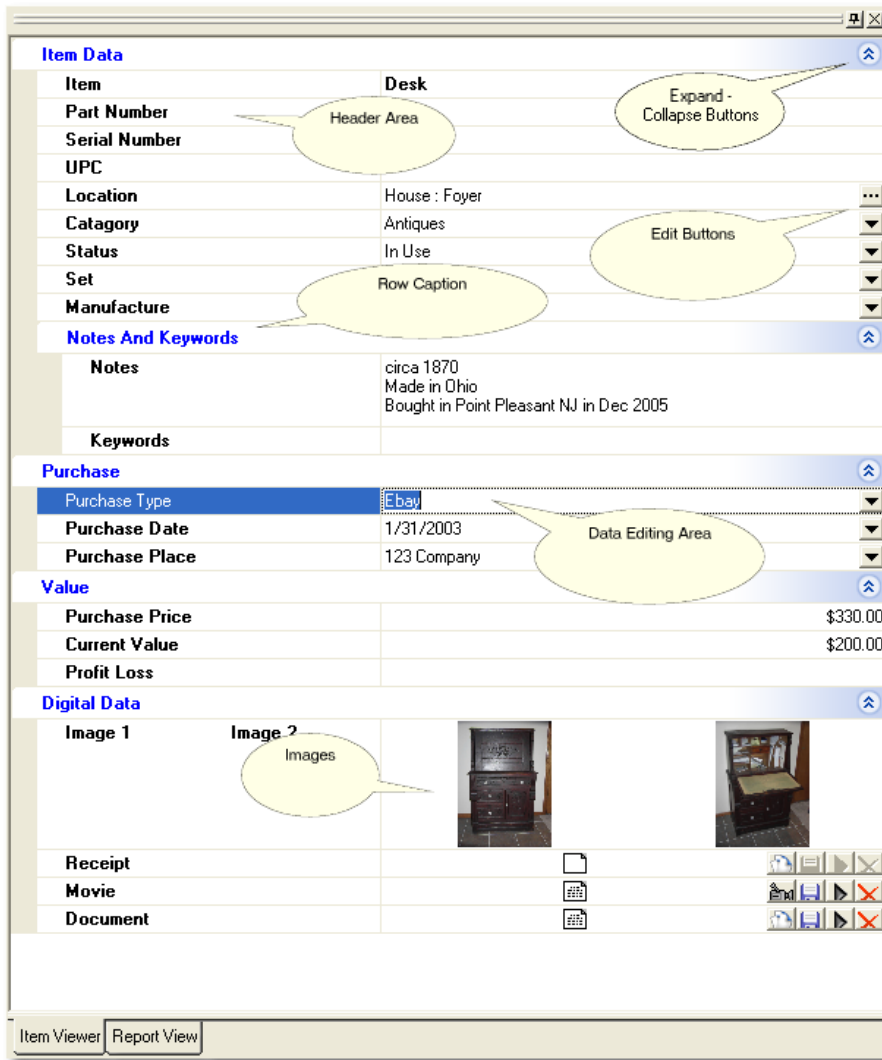 Item Data
Item Desk
Expand -
Collapse Buttons
Part Number
Header Area
Serial Number
UPC
Location House : Foyer ...
Catagory Antiques
Edit Buttons
Status In Use
Set
Row Caption
Manufacture
Notes And Keywords
Notes circa 1870
Made in Ohio
Bought in Point Pleasant NJ in Dec 2005
Keywords
Purchase
Purchase Type Ebay
Purchase Date 1/31/2003
Data Editing Area
Purchase Place 123 Company
Value
Purchase Price $330.00
Current Value $200.00
Profit Loss
Digital Data
Image 1 Image 2
Images
Receipt
Movie
Document
Item Viewer Report View